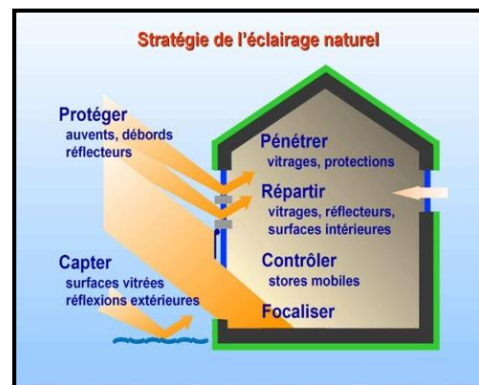 Stratégie de l'éclairage naturel
Protéger
auvents, débords
réflecteurs
Capter
surfaces vitrées
réflexions extérieures
Pénétrer
vitrages, protections
Répartir
vitrages, réflecteurs,
surfaces intérieures
Contrôler
stores mobiles
Focaliser